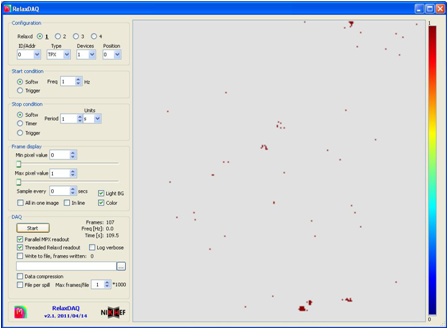 RelaxDAQ
Configuration
Relaxd 1 2 3 4
ID/Addr Type Devices Position
0 TPX 1 0
Start condition
Softw Freq 1 Hz
Trigger
Stop condition
Softw Units
Timer Period 1 s
Trigger
Frame display
Min pixel value 0
Max pixel value 1
Sample every 0 secs Light BG
All in one image In line Color
DAQ
Start
Frames: 107
Freq [Hz]: 0.0
Time [s]: 109.5
Parallel MPX readout
Threaded Relaxd readout Log verbose
Write to file, frames written: 0
...
Data compression
File per spill Max frames/file 1 *1000
RelaxDAQ
v2.1, 2011/04/14
NIKHEF
1
0